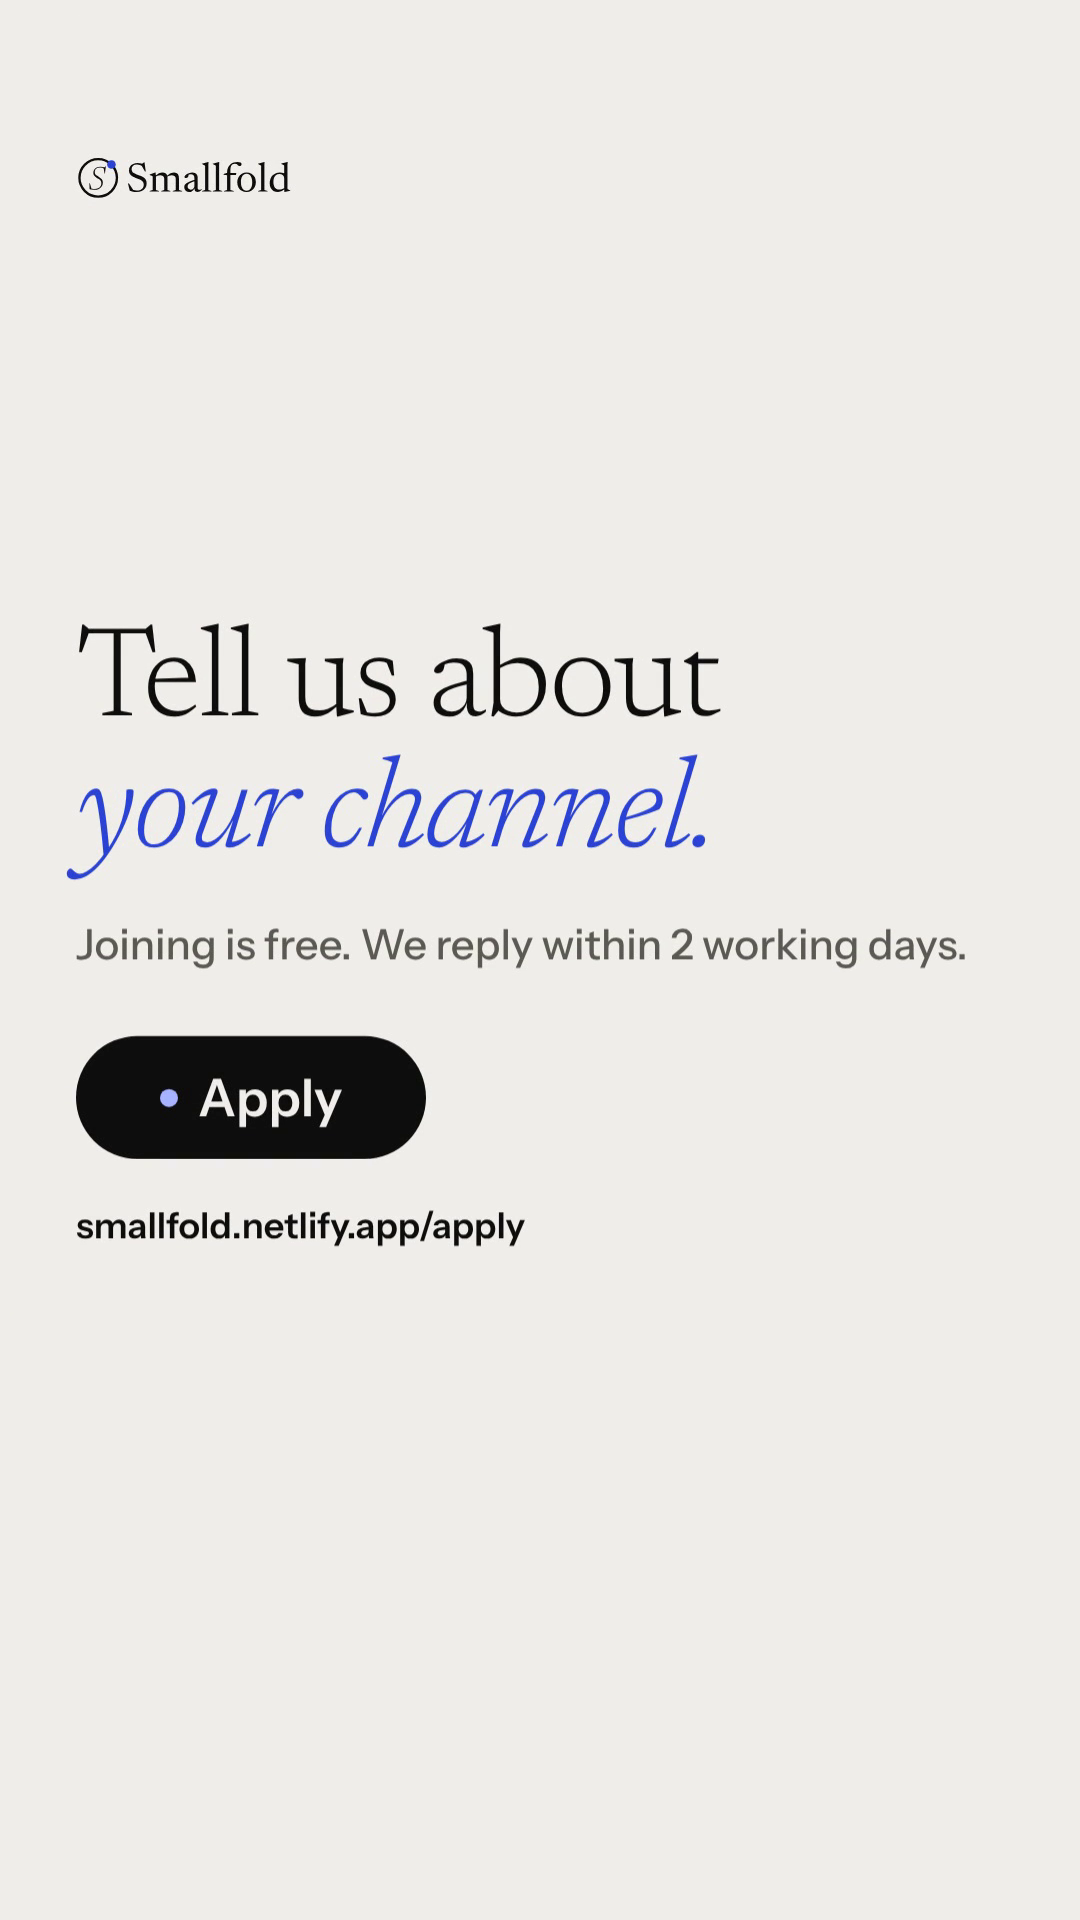 Smallfold
Tell us about
your channel.
Joining is free. We reply within 2 working days.
Apply
smallfold.netlify.app/apply